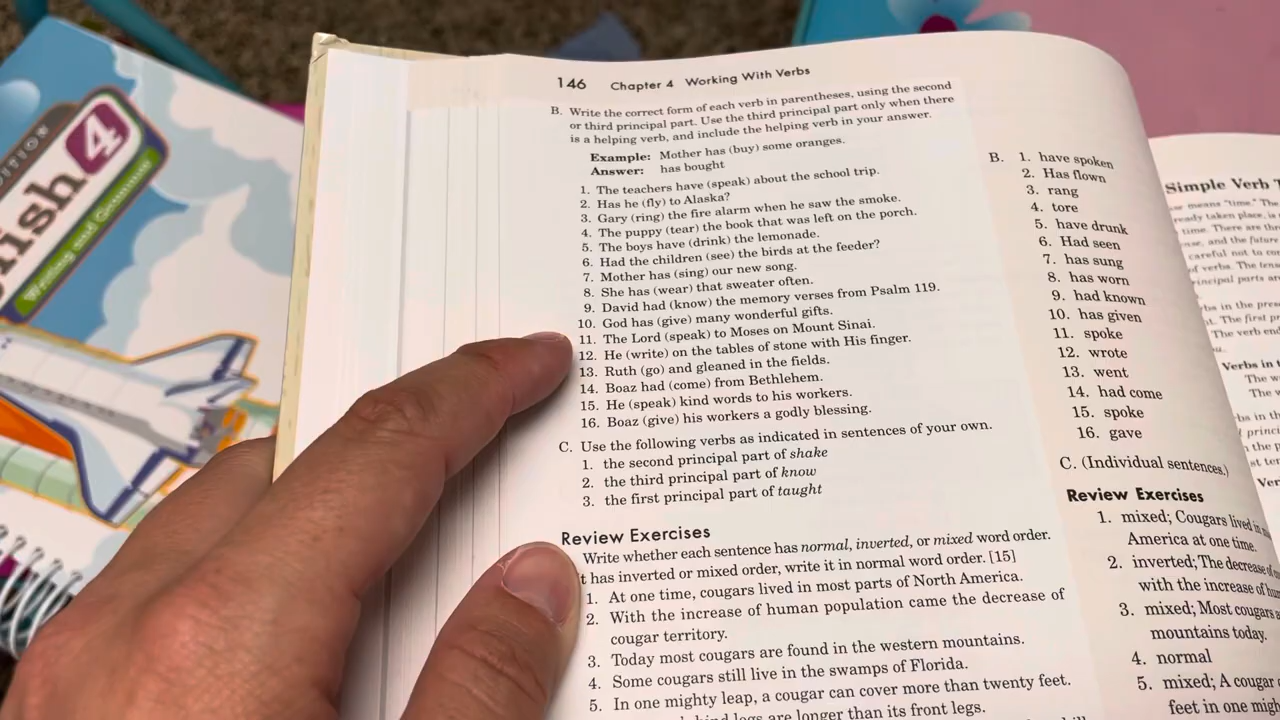 146 Chapter 4 Working With Verbs
B. Write the correct form of each verb in parentheses, using the second
or third principal part. Use the third principal part only when there
is a helping verb, and include the helping verb in your answer.
Example: Mother has (buy) some oranges.
Answer: has bought
1. The teachers have (speak) about the school trip.
2. Has he (fly) to Alaska?
3. Gary (ring) the fire alarm when he saw the smoke.
4. The puppy (tear) the book that was left on the porch.
5. The boys have (drink) the lemonade.
6. Had the children (see) the birds at the feeder?
7. Mother has (sing) our new song.
8. She has (wear) that sweater often.
9. David had (know) the memory verses from Psalm 119.
10. God has (give) many wonderful gifts.
11. The Lord (speak) to Moses on Mount Sinai.
12. He (write) on the tables of stone with His finger.
13. Ruth (go) and gleaned in the fields.
14. Boaz had (come) from Bethlehem.
15. He (speak) kind words to his workers.
16. Boaz (give) his workers a godly blessing.
C. Use the following verbs as indicated in sentences of your own.
1. the second principal part of shake
2. the third principal part of know
3. the first principal part of taught
Review Exercises
Write whether each sentence has normal, inverted, or mixed word order.
t has inverted or mixed order, write it in normal word order. [15]
1. At one time, cougars lived in most parts of North America.
2. With the increase of human population came the decrease of
cougar territory.
3. Today most cougars are found in the western mountains.
4. Some cougars still live in the swamps of Florida.
5. In one mighty leap, a cougar can cover more than twenty feet.
legs are longer than its front legs.
B. 1. have spoken
2. Has flown
3. rang
4. tore
5. have drunk
6. Had seen
7. has sung
8. has worn
9. had known
10. has given
11. spoke
12. wrote
13. went
14. had come
15. spoke
16. gave
C. (Individual sentences.)
Review Exercises
1. mixed; Cougars lived in
America at one time.
2. inverted; The decrease
with the increase of
3. mixed; Most cougars
mountains today.
4. normal
5. mixed; A cougar
feet in one
Simple Verb
means "time." The
ready taken place, is
time. There are
and the future
careful not to
of verbs. The
principal parts
in the
The first
The verb
Verbs in
The
The
in
the
Writing and Grammar
4